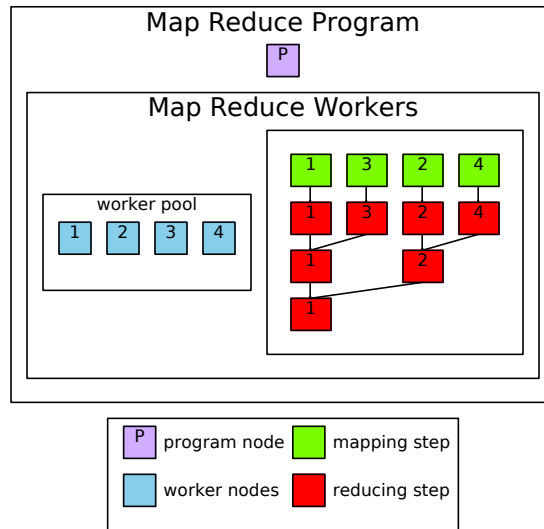 Map Reduce Program
P
Map Reduce Workers
worker pool
1 2 3 4
1 3 2 4
1 3 2 4
1 2
1
P program node
mapping step
worker nodes
reducing step